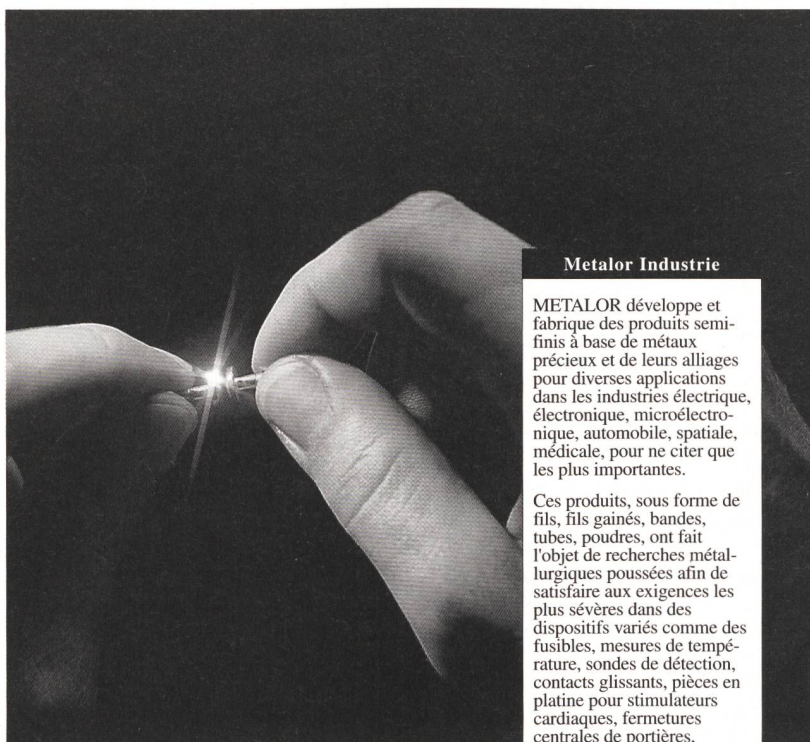 Metalor Industrie
METALOR développe et
fabrique des produits semi-
finis à base de métaux
précieux et de leurs alliages
pour diverses applications
dans les industries électrique,
électronique, microélectro-
nique, automobile, spatiale,
médicale, pour ne citer que
les plus importantes.
Ces produits, sous forme de
fils, fils gainés, bandes,
tubes, poudres, ont fait
l'objet de recherches métal-
lurgiques poussées afin de
satisfaire aux exigences les
plus sévères dans des
dispositifs variés comme des
fusibles, mesures de tempé-
rature, sondes de détection,
contacts glissants, pièces en
platine pour stimulateurs
cardiaques, fermetures
centrales de portières.